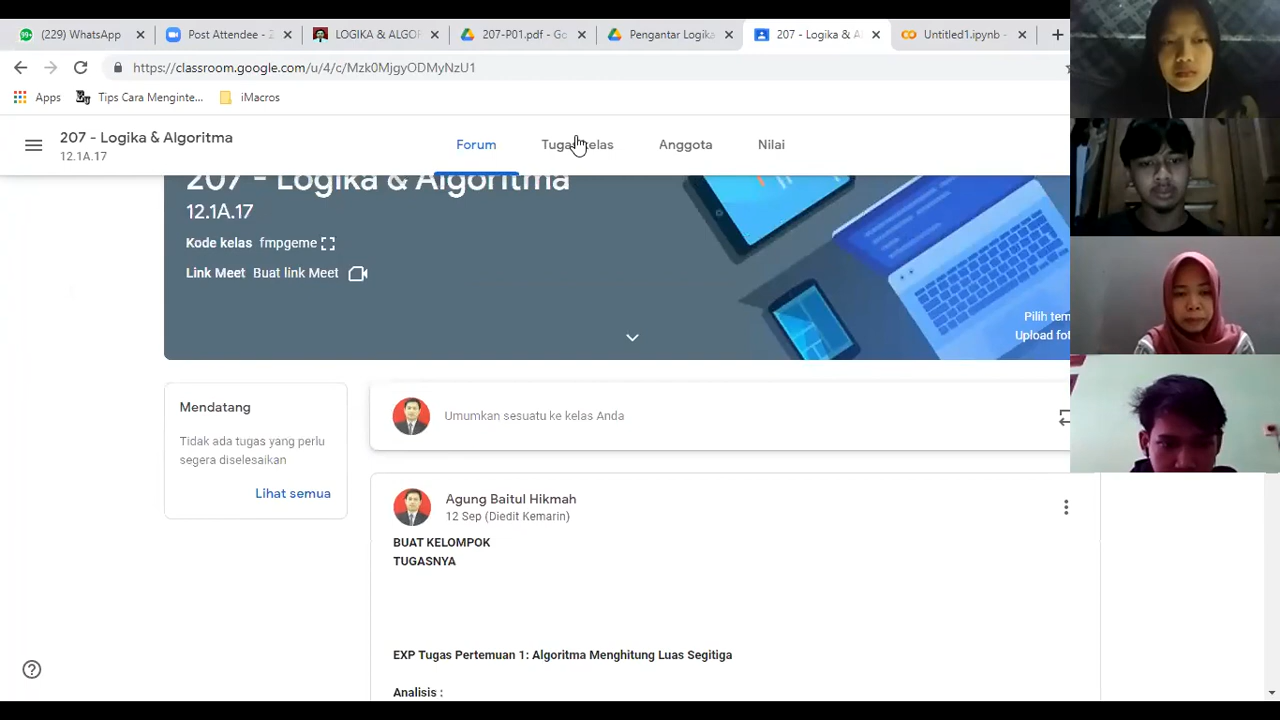 (229) WhatsApp
Post Attendee - Z
LOGIKA & ALGOR
207-P01.pdf - Go
Pengantar Logika
207 - Logika & Al
Untitled1.ipynb -
https://classroom.google.com/u/4/c/Mzk0MjgyODMyNzU1
Apps
Tips Cara Menginte...
iMacros
207 - Logika & Algoritma
12.1A.17
Forum
Tugas kelas
Anggota
Nilai
207 - Logika & Algoritma
12.1A.17
Kode kelas fmpgeme
Link Meet Buat link Meet
Pilih tem
Upload fot
Mendatang
Tidak ada tugas yang perlu
segera diselesaikan
Lihat semua
Umumkan sesuatu ke kelas Anda
Agung Baitul Hikmah
12 Sep (Diedit Kemarin)
BUAT KELOMPOK
TUGASNYA
EXP Tugas Pertemuan 1: Algoritma Menghitung Luas Segitiga
Analisis :